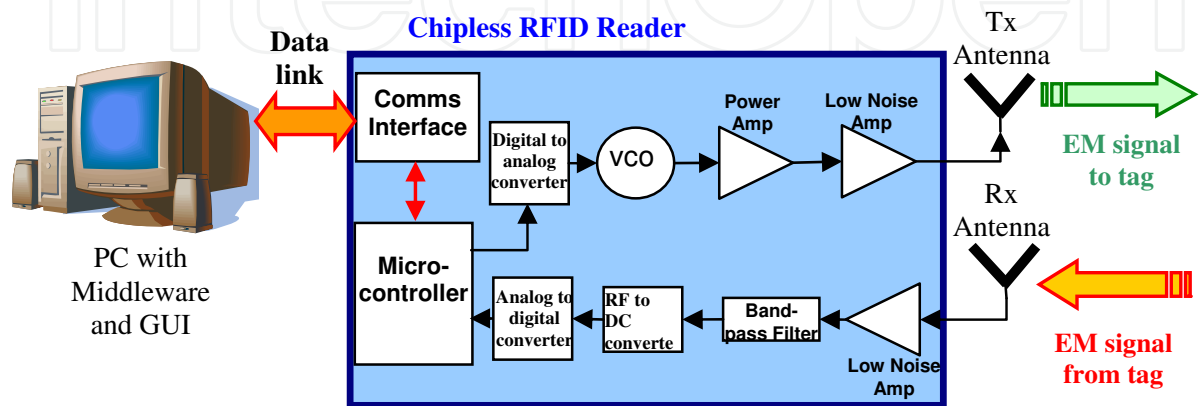 IntechOpen
Chipless RFID Reader
Tx
Antenna
Data
link
Comms
Interface
Power
Amp
Low Noise
Amp
Digital to
analog
converter
VCO
EM signal
to tag
Rx
Antenna
PC with
Middleware
and GUI
Micro-
controller
Analog to
digital
converter
RF to
DC
converte
Band-
pass Filter
Low Noise
Amp
EM signal
from tag